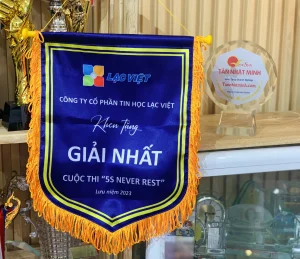 LẠC VIỆT
CÔNG TY CỔ PHẦN TIN HỌC LẠC VIỆT
Khen Tặng...
GIẢI NHẤT
CUỘC THI "5S NEVER REST"
Lưu niệm 2023
TÂN NHẬT MINH